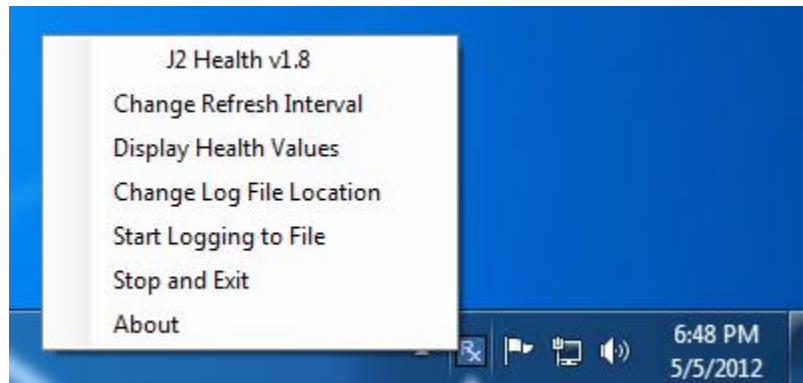 J2 Health v1.8
Change Refresh Interval
Display Health Values
Change Log File Location
Start Logging to File
Stop and Exit
About
Rx
6:48 PM
5/5/2012